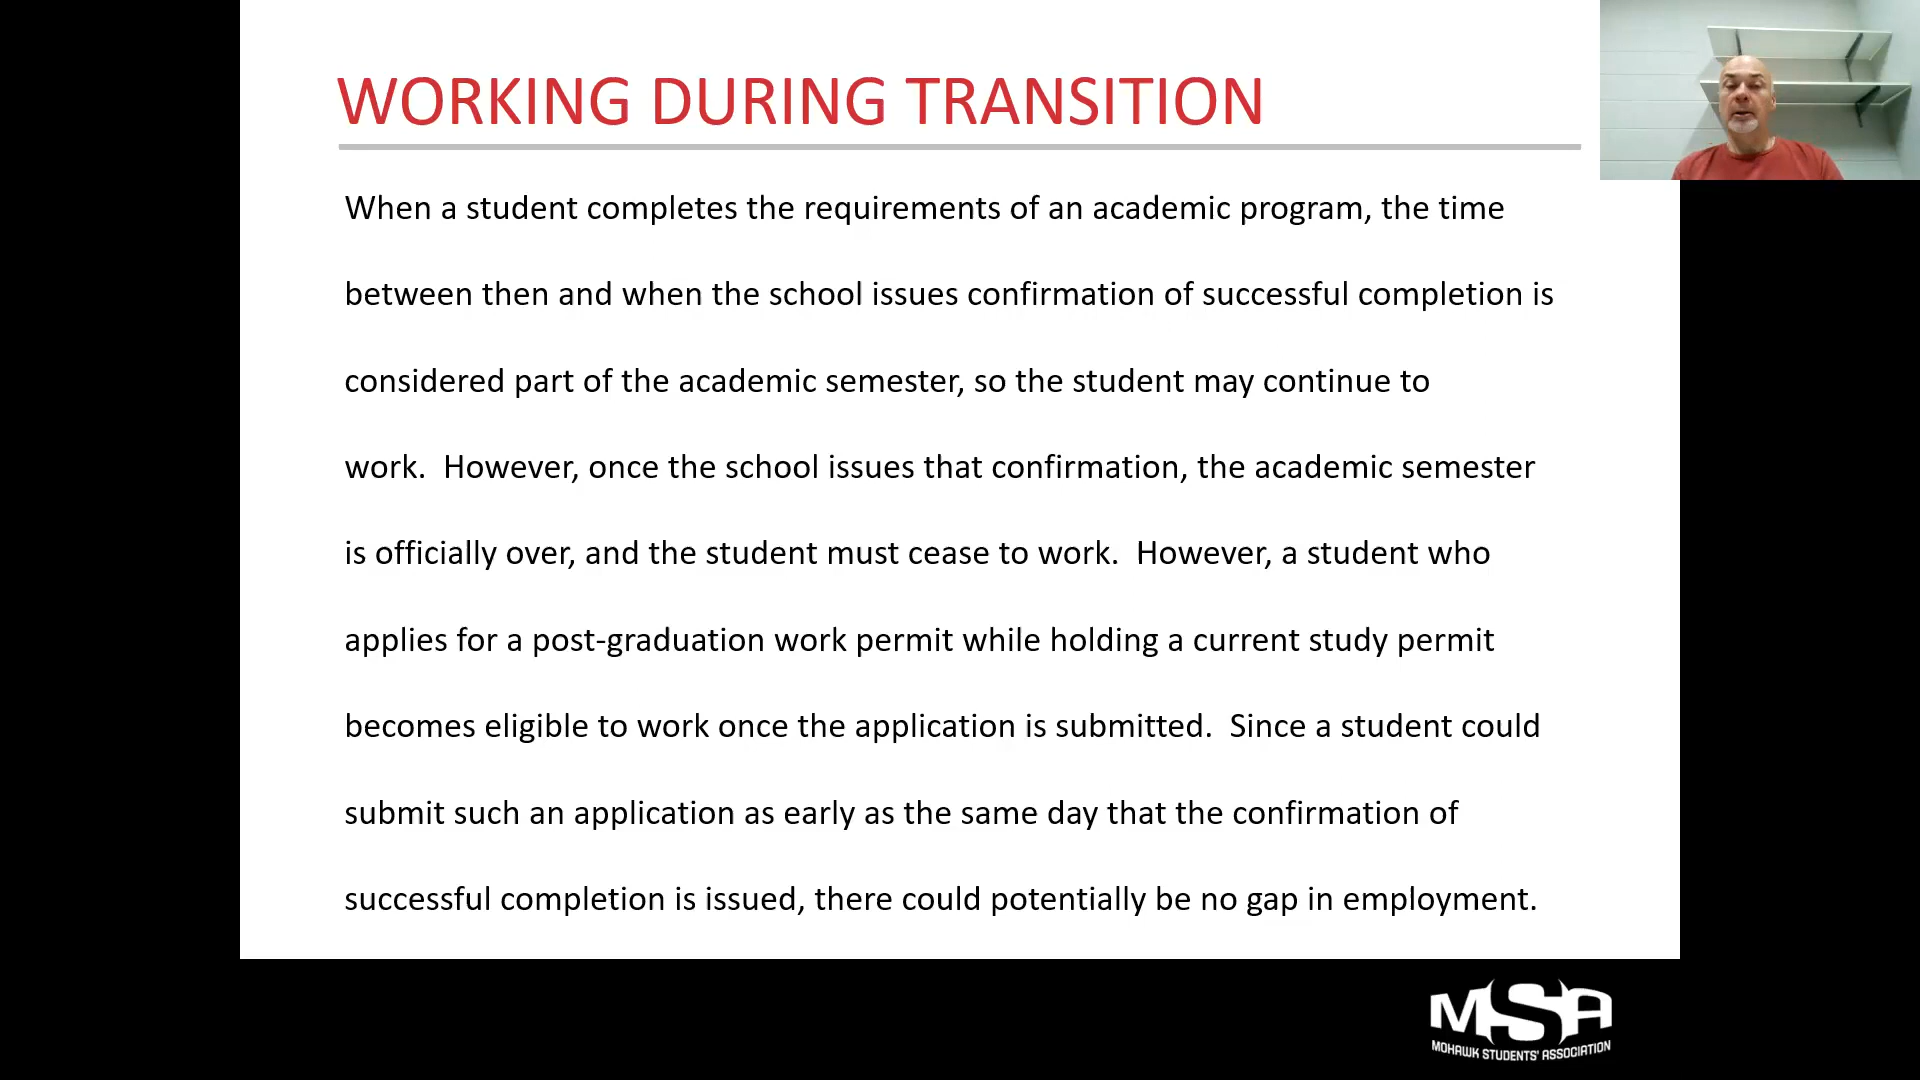 WORKING DURING TRANSITION
When a student completes the requirements of an academic program, the time
between then and when the school issues confirmation of successful completion is
considered part of the academic semester, so the student may continue to
work.  However, once the school issues that confirmation, the academic semester
is officially over, and the student must cease to work.  However, a student who
applies for a post-graduation work permit while holding a current study permit
becomes eligible to work once the application is submitted.  Since a student could
submit such an application as early as the same day that the confirmation of
successful completion is issued, there could potentially be no gap in employment.
MSA
MOHAWK STUDENTS' ASSOCIATION